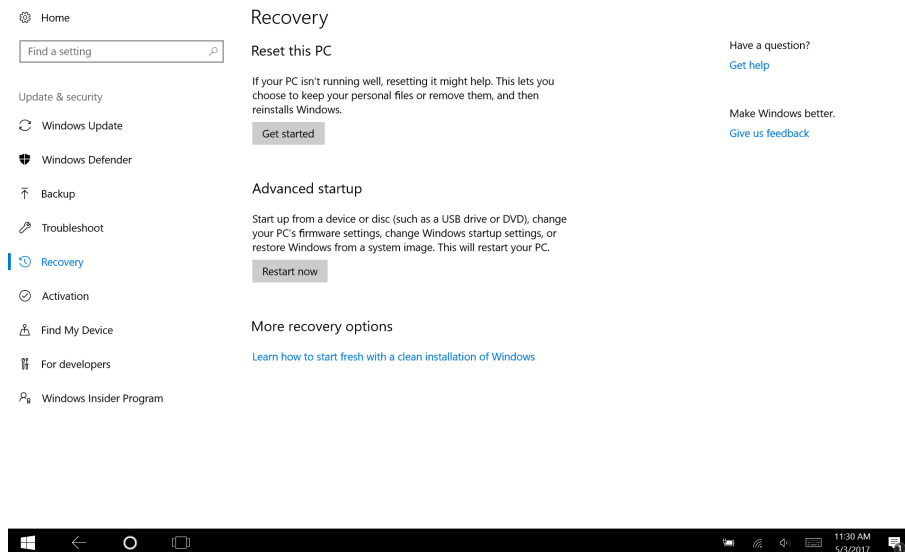 Home
Find a setting
Update & security
Windows Update
Windows Defender
Backup
Troubleshoot
Recovery
Activation
Find My Device
For developers
Windows Insider Program
Recovery
Reset this PC
If your PC isn't running well, resetting it might help. This lets you
choose to keep your personal files or remove them, and then
reinstalls Windows.
Get started
Advanced startup
Start up from a device or disc (such as a USB drive or DVD), change
your PC's firmware settings, change Windows startup settings, or
restore Windows from a system image. This will restart your PC.
Restart now
More recovery options
Learn how to start fresh with a clean installation of Windows
Have a question?
Get help
Make Windows better.
Give us feedback
11:30 AM
5/3/2017
1